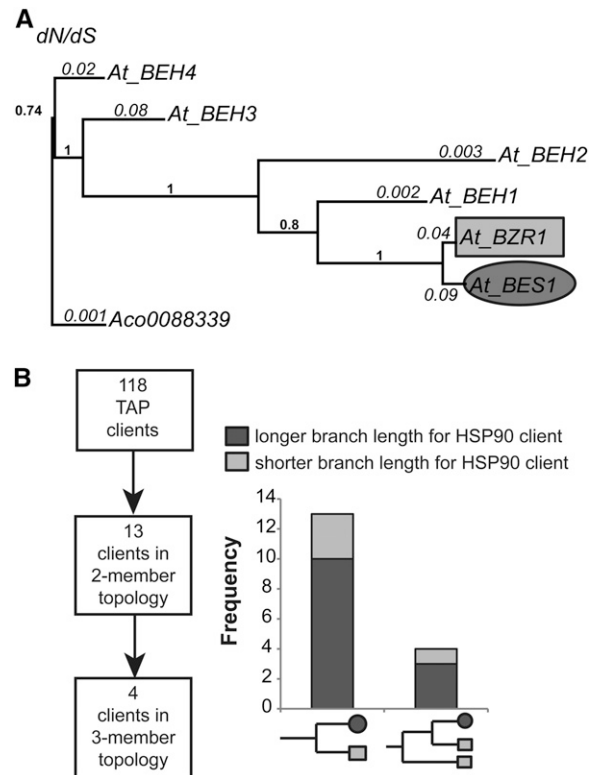 A
dN/dS
0.02 At_BEH4
0.74
0.08 At_BEH3
1
0.003 At_BEH2
1
0.002 At_BEH1
0.8
0.04 At_BZR1
1
0.09 At_BES1
0.001 Aco0088339
B
118
TAP
clients
13
clients in
2-member
topology
4
clients in
3-member
topology
longer branch length for HSP90 client
shorter branch length for HSP90 client
Frequency
14
12
10
8
6
4
2
0